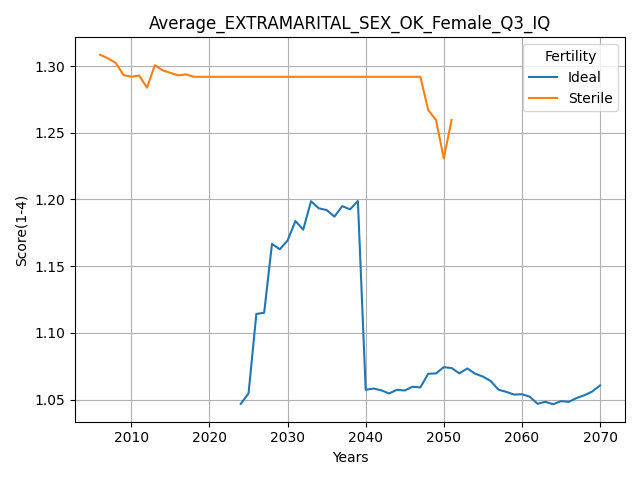 Average_EXTRAMARITAL_SEX_OK_Female_Q3_IQ
Fertility
Ideal
Sterile
1.30
1.25
1.20
1.15
1.10
1.05
Score(1-4)
2010 2020 2030 2040 2050 2060 2070
Years